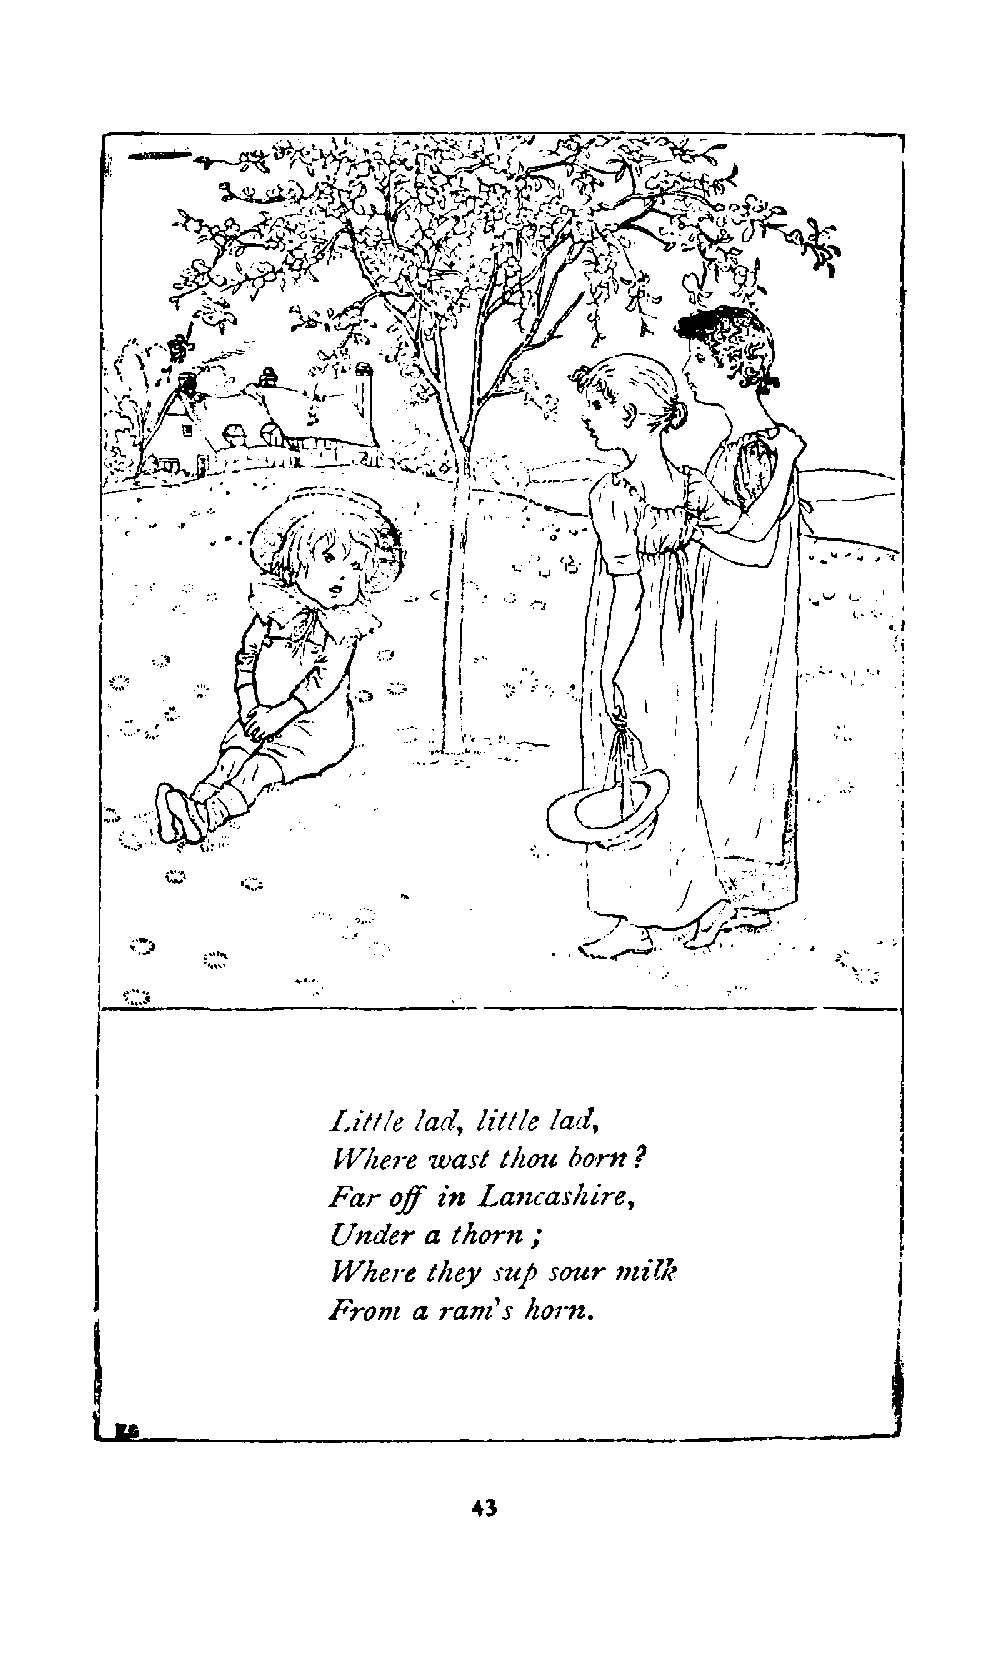 Little lad, little lad,
Where wast thou born?
Far off in Lancashire,
Under a thorn;
Where they sup sour milk
From a ram's horn.
43